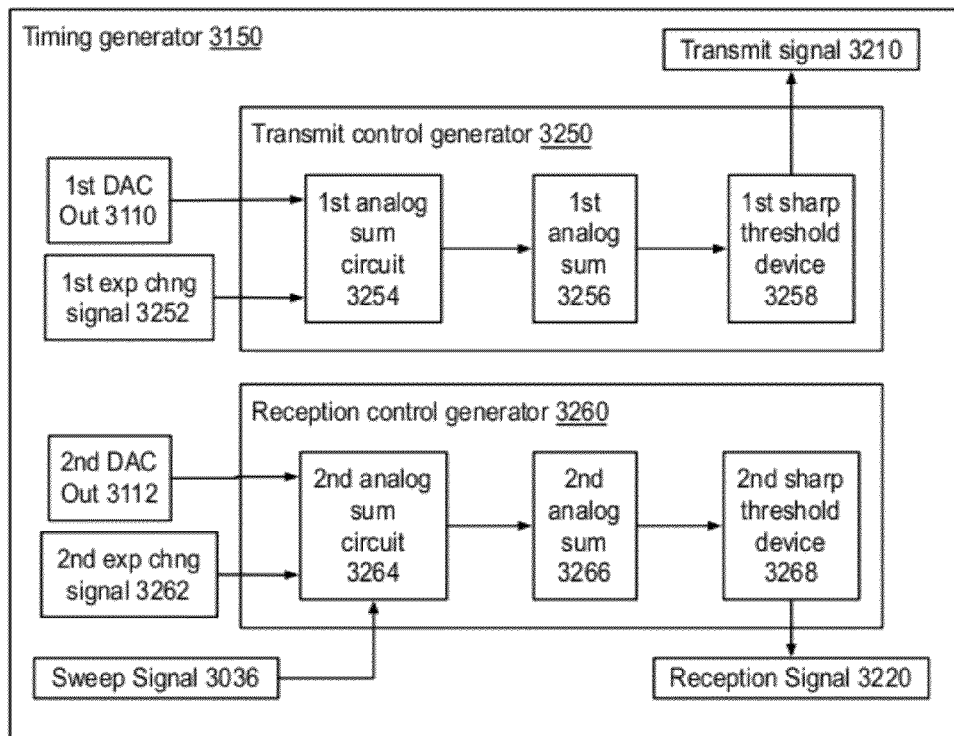 Timing generator 3150
Transmit signal 3210
Transmit control generator 3250
1st DAC
Out 3110
1st exp chng
signal 3252
1st analog
sum
circuit
3254
1st
analog
sum
3256
1st sharp
threshold
device
3258
Reception control generator 3260
2nd DAC
Out 3112
2nd exp chng
signal 3262
2nd analog
sum
circuit
3264
2nd
analog
sum
3266
2nd sharp
threshold
device
3268
Sweep Signal 3036
Reception Signal 3220